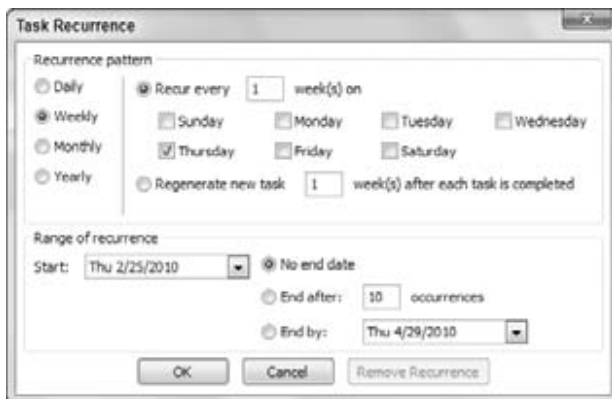 Task Recurrence
Recurrence pattern
Daily
Weekly
Monthly
Yearly
Recur every 1 week(s) on
Sunday Monday Tuesday Wednesday
Thursday Friday Saturday
Regenerate new task 1 week(s) after each task is completed
Range of recurrence
Start: Thu 2/25/2010
No end date
End after: 10 occurrences
End by: Thu 4/29/2010
OK Cancel Remove Recurrence